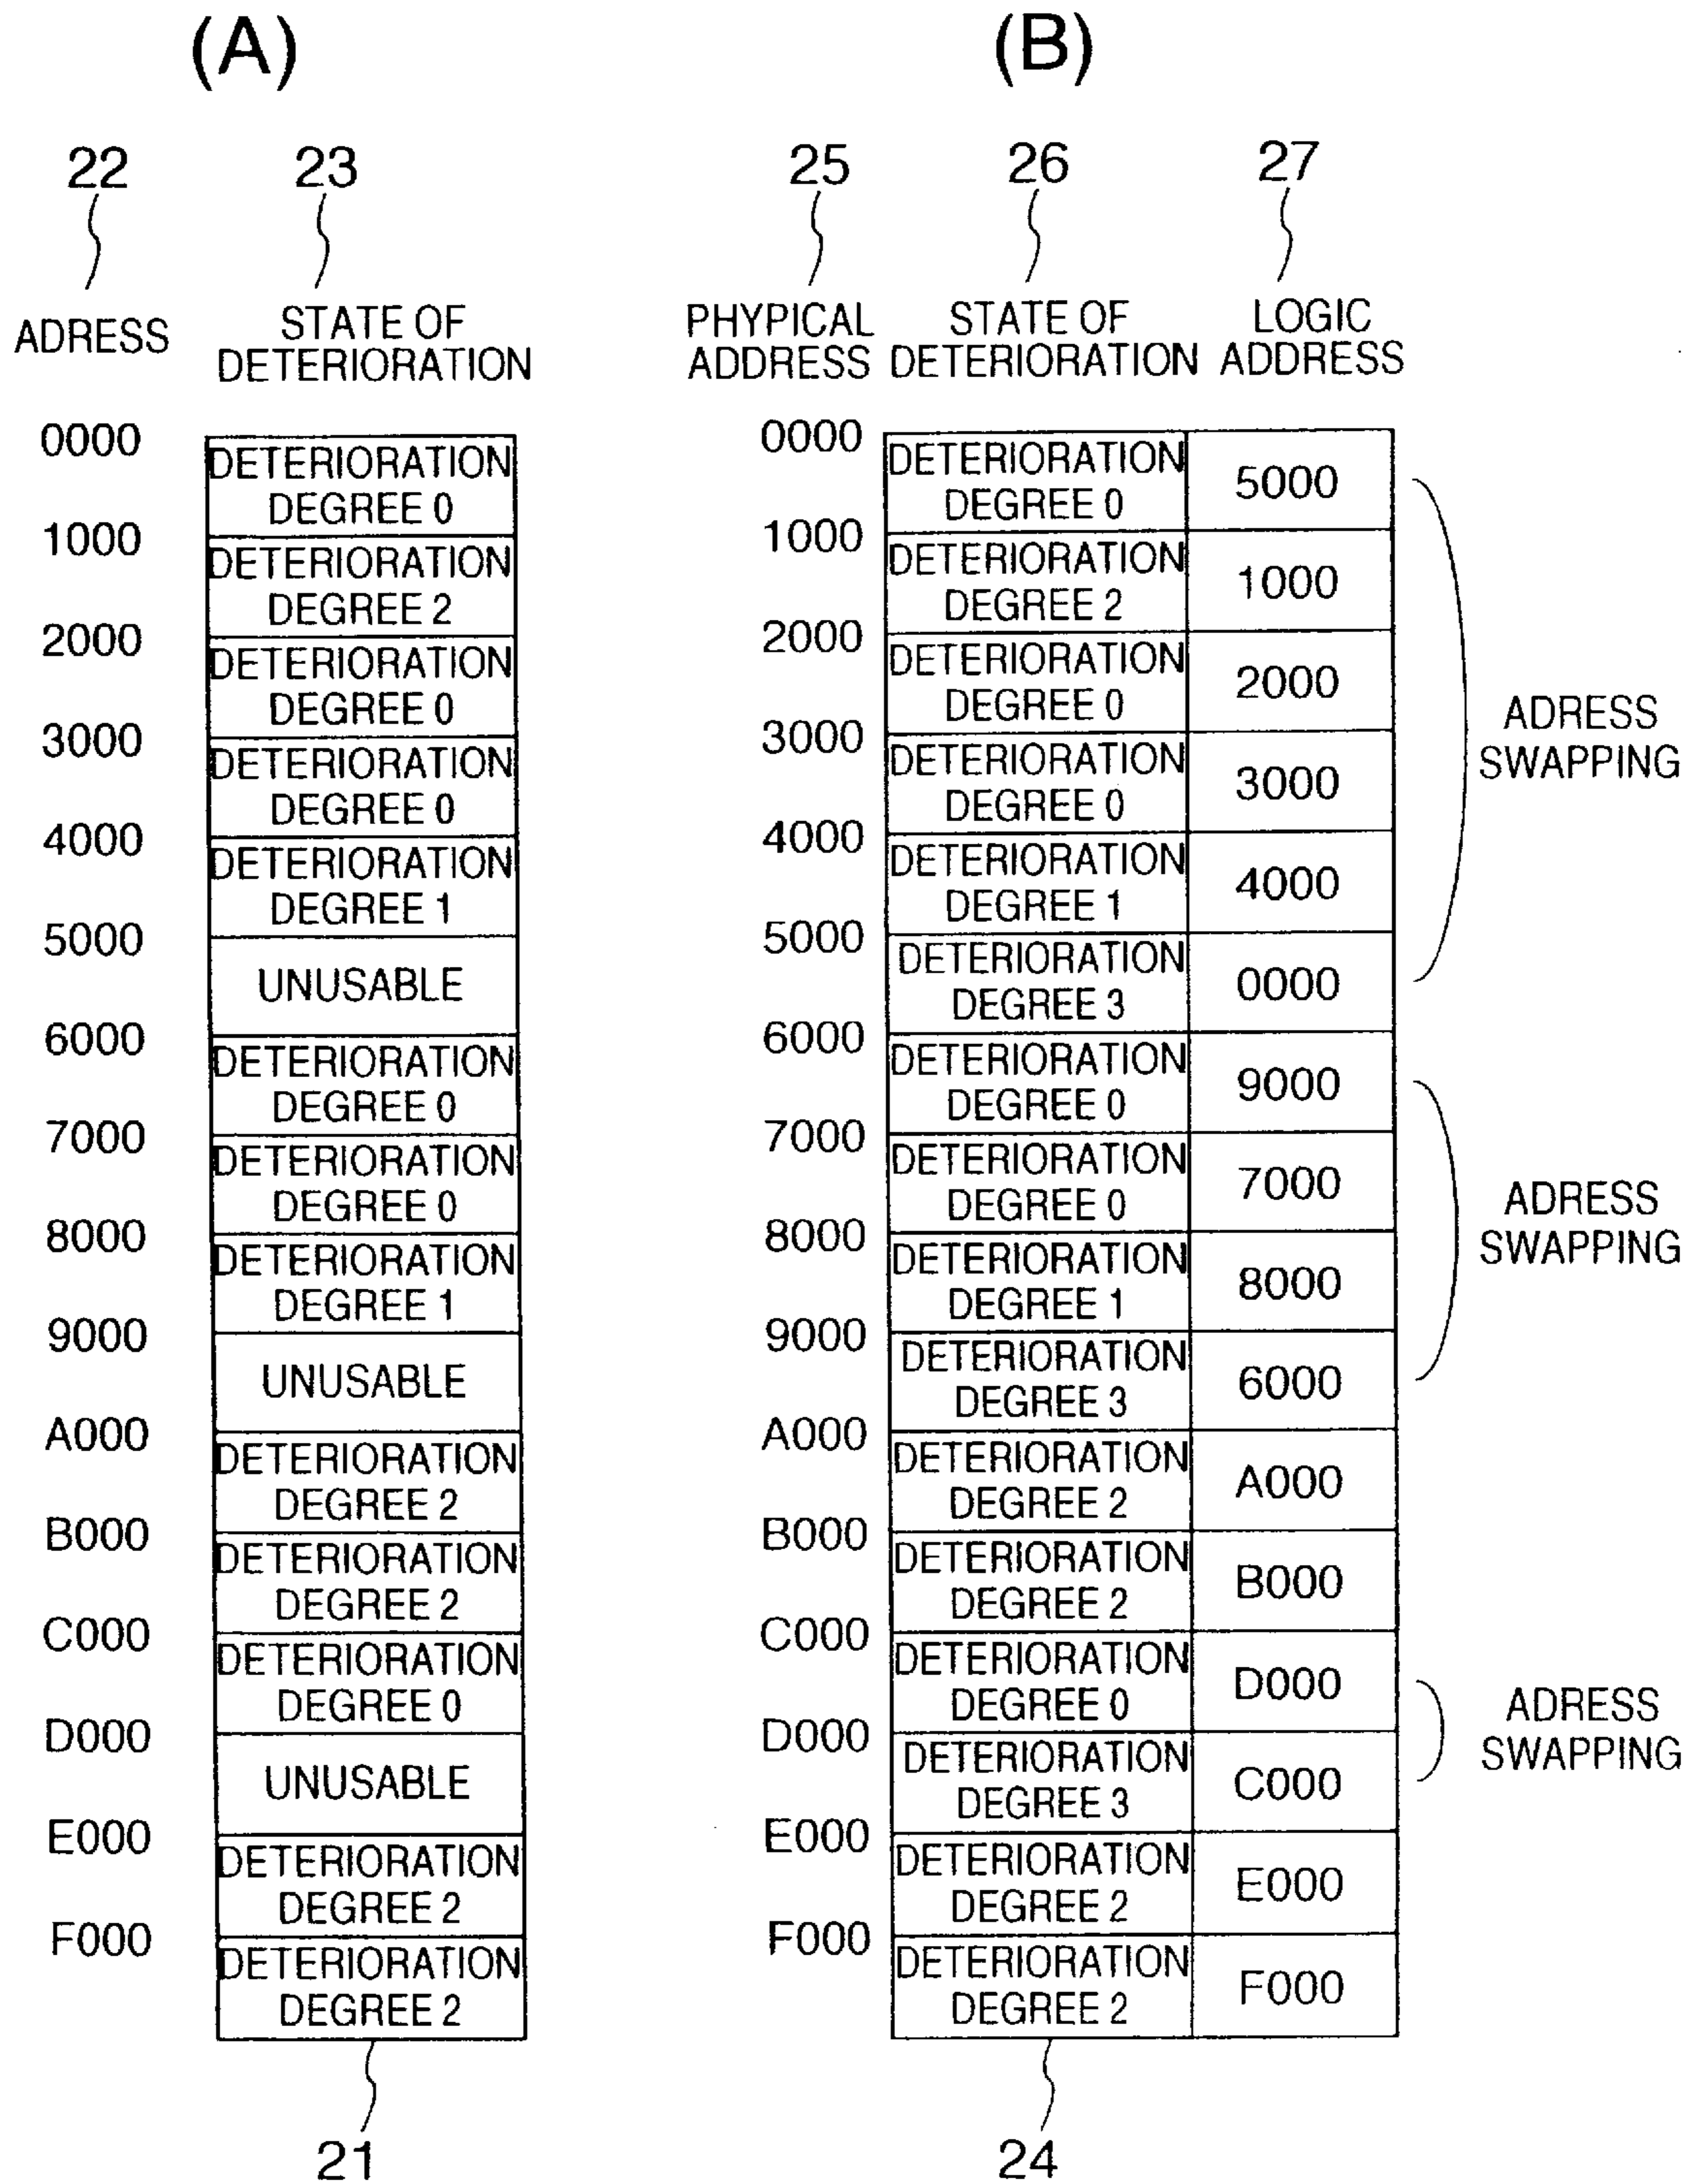 (A)
22
23
ADRESS
STATE OF
DETERIORATION
0000
DETERIORATION
DEGREE 0
1000
DETERIORATION
DEGREE 2
2000
DETERIORATION
DEGREE 0
3000
DETERIORATION
DEGREE 0
4000
DETERIORATION
DEGREE 1
5000
UNUSABLE
6000
DETERIORATION
DEGREE 0
7000
DETERIORATION
DEGREE 0
8000
DETERIORATION
DEGREE 1
9000
UNUSABLE
A000
DETERIORATION
DEGREE 2
B000
DETERIORATION
DEGREE 2
C000
DETERIORATION
DEGREE 0
D000
UNUSABLE
E000
DETERIORATION
DEGREE 2
F000
DETERIORATION
DEGREE 2
21
(B)
25
26
27
PHYPICAL
ADDRESS
STATE OF
DETERIORATION
LOGIC
ADDRESS
0000
DETERIORATION
DEGREE 0
5000
1000
DETERIORATION
DEGREE 2
1000
2000
DETERIORATION
DEGREE 0
2000
3000
DETERIORATION
DEGREE 0
3000
4000
DETERIORATION
DEGREE 1
4000
5000
DETERIORATION
DEGREE 3
0000
ADRESS
SWAPPING
6000
DETERIORATION
DEGREE 0
9000
7000
DETERIORATION
DEGREE 0
7000
8000
DETERIORATION
DEGREE 1
8000
9000
DETERIORATION
DEGREE 3
6000
ADRESS
SWAPPING
A000
DETERIORATION
DEGREE 2
A000
B000
DETERIORATION
DEGREE 2
B000
C000
DETERIORATION
DEGREE 0
D000
D000
DETERIORATION
DEGREE 3
C000
ADRESS
SWAPPING
E000
DETERIORATION
DEGREE 2
E000
F000
DETERIORATION
DEGREE 2
F000
24